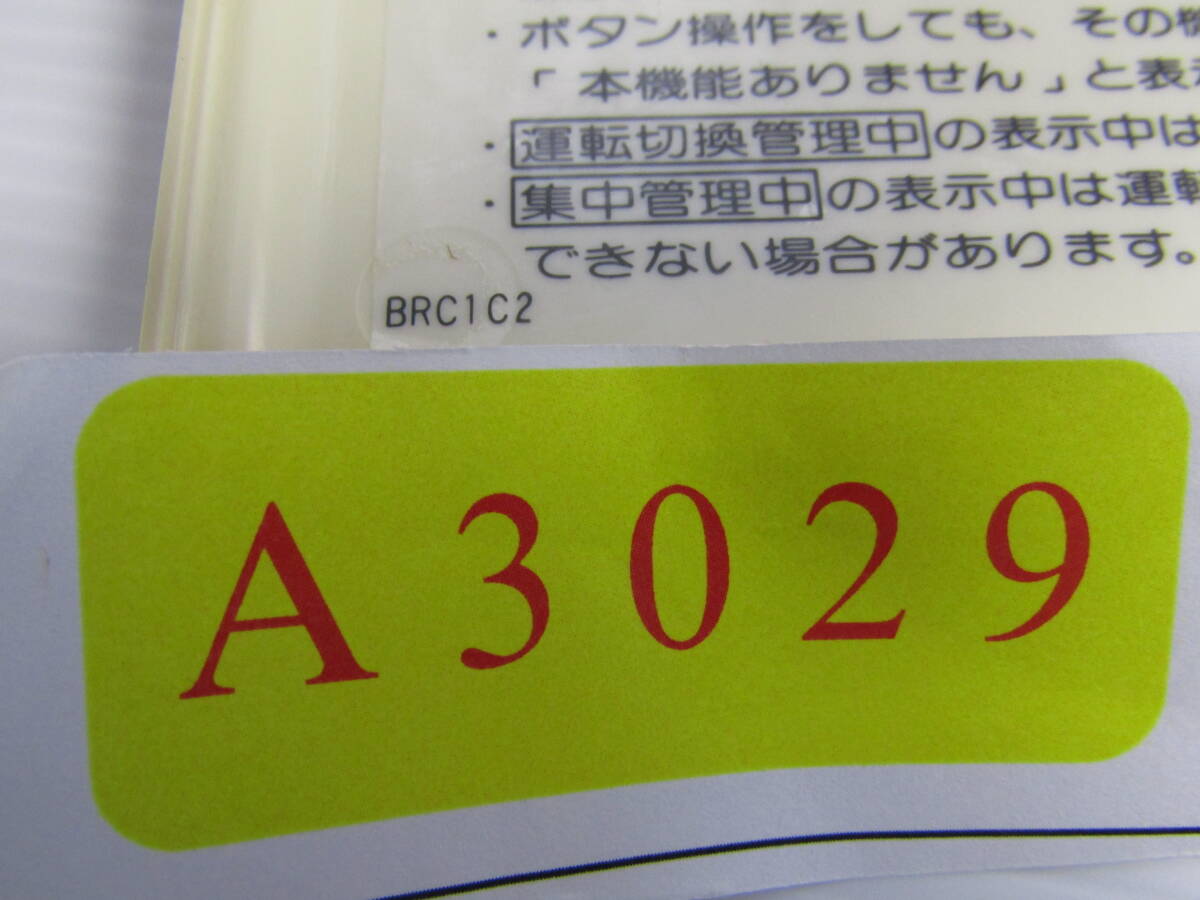 ・ボタン操作をしても、その機
「本機能ありません」と表示
・運転切換管理中の表示中は
・集中管理中の表示中は運転
できない場合があります。
BRC1C2
A3029